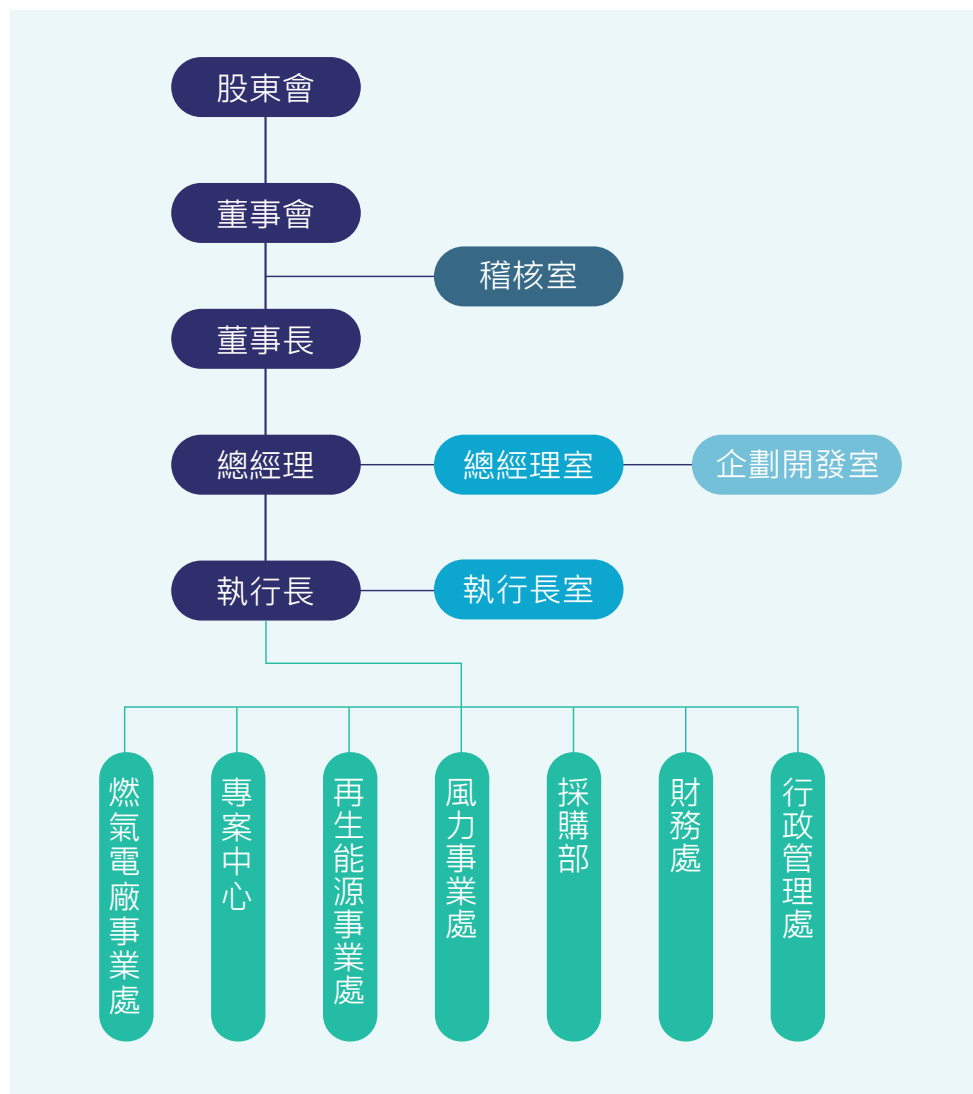 股東會
董事會
稽核室
董事長
總經理
總經理室
企劃開發室
執行長
執行長室
燃氣電廠事業處
專案中心
再生能源事業處
風力事業處
採購部
財務處
行政管理處